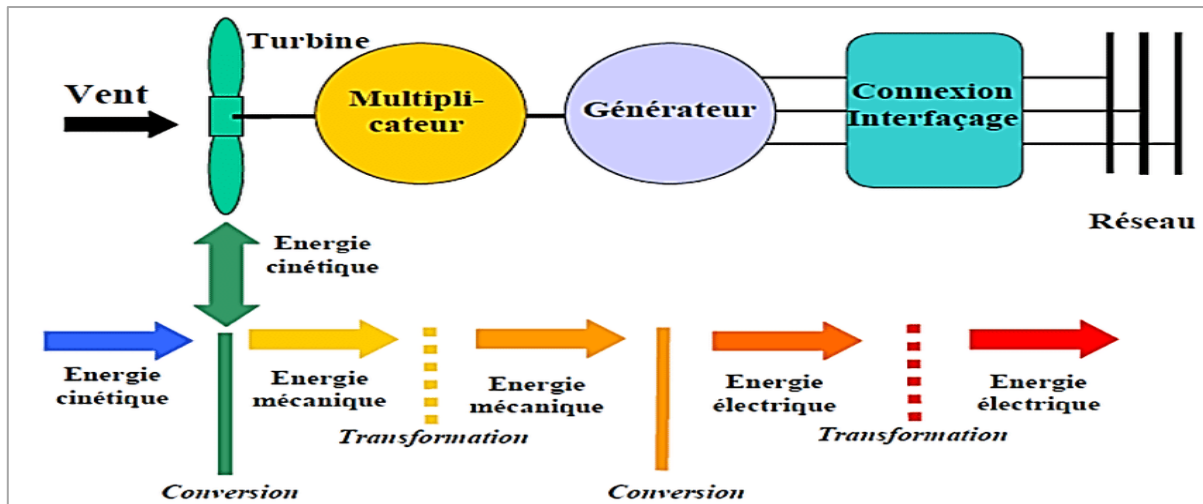 Turbine
Vent
Multipli-
cateur
Générateur
Connexion
Interfaçage
Réseau
Energie
cinétique
Energie
cinétique
Energie
mécanique
Energie
mécanique
Energie
électrique
Energie
électrique
Transformation
Transformation
Conversion
Conversion